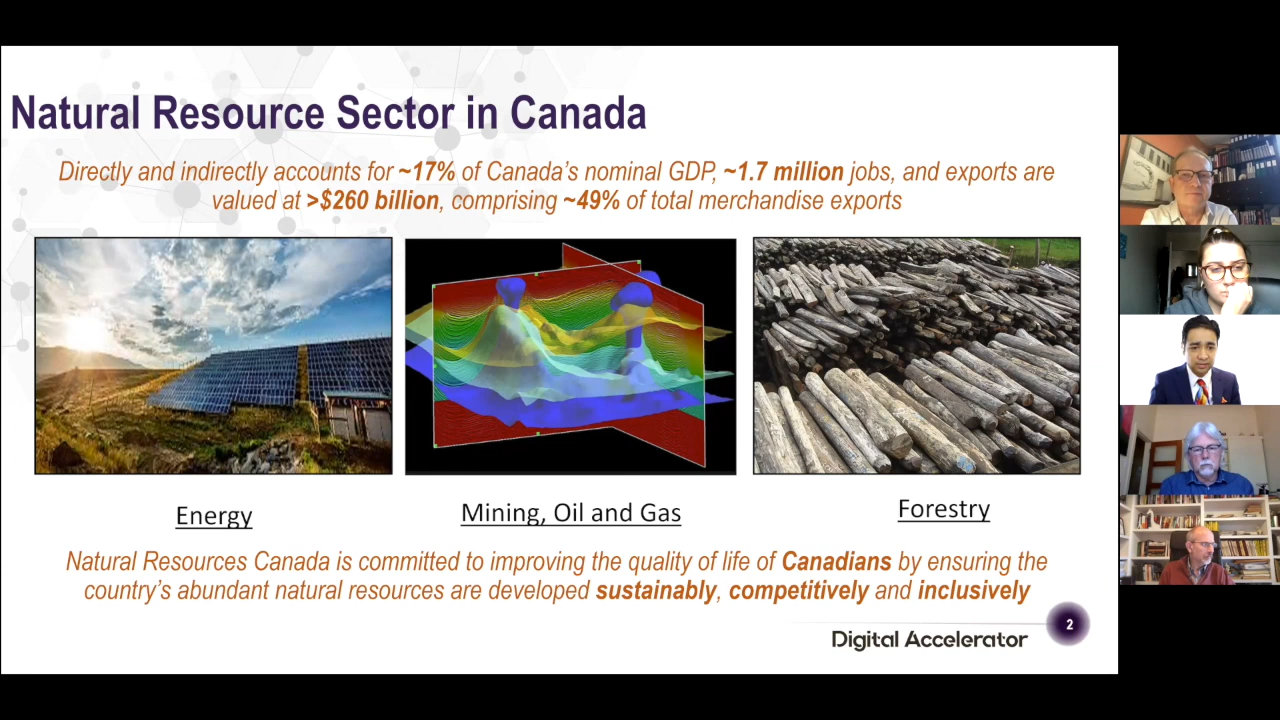 Natural Resource Sector in Canada
Directly and indirectly accounts for ~17% of Canada's nominal GDP, ~1.7 million jobs, and exports are
valued at >$260 billion, comprising ~49% of total merchandise exports
Energy
Mining, Oil and Gas
Forestry
Natural Resources Canada is committed to improving the quality of life of Canadians by ensuring the
country's abundant natural resources are developed sustainably, competitively and inclusively
2
Digital Accelerator